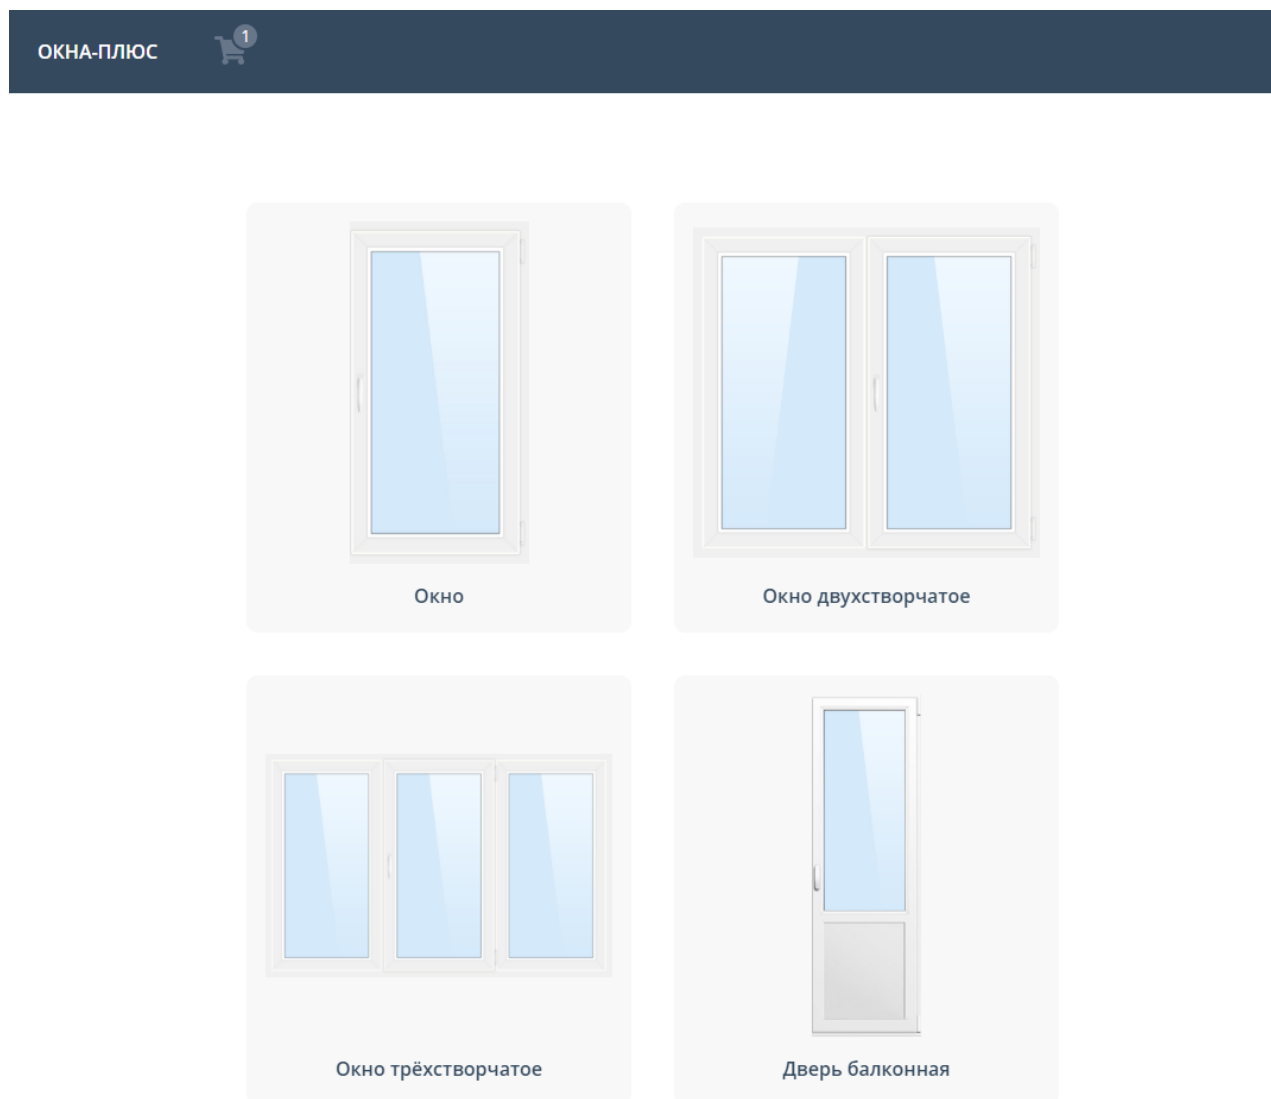 ОКНА-ПЛЮС
1
Окно
Окно двухстворчатое
Окно трёхстворчатое
Дверь балконная